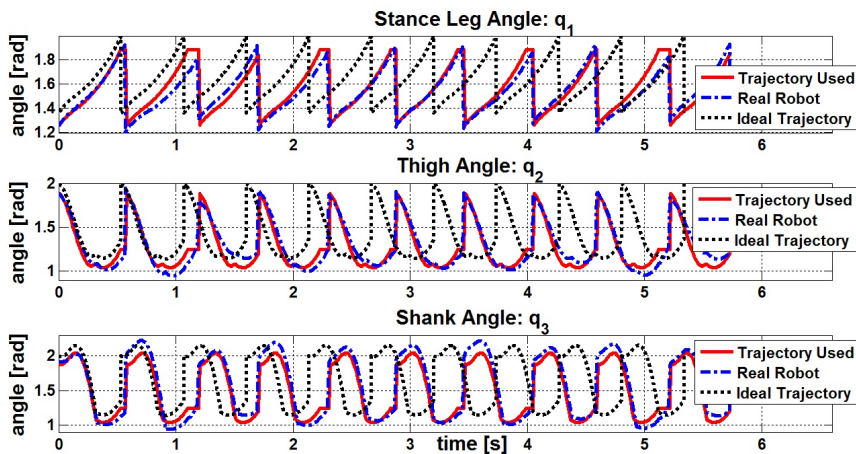 Stance Leg Angle: q1
angle [rad]
1.8
1.6
1.4
1.2
0 1 2 3 4 5 6
Trajectory Used
Real Robot
Ideal Trajectory
Thigh Angle: q2
angle [rad]
2
1.5
1
0 1 2 3 4 5 6
Trajectory Used
Real Robot
Ideal Trajectory
Shank Angle: q3
angle [rad]
2
1.5
1
0 1 2 3 4 5 6
time [s]
Trajectory Used
Real Robot
Ideal Trajectory